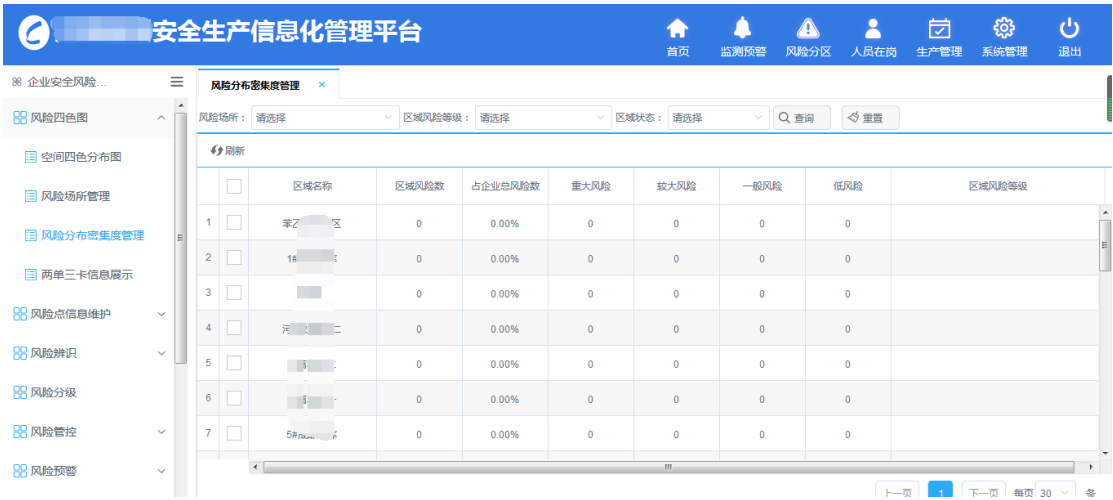 安全生产信息化管理平台
首页 监测预警 风险分区 人员在岗 生产管理 系统管理 退出
企业安全风险...
风险四色图
空间四色分布图
风险场所管理
风险分布密集度管理
两单三卡信息展示
风险点信息维护
风险辨识
风险分级
风险管控
风险预警
风险分布密集度管理 ×
风险场所： 请选择 区域风险等级： 请选择 区域状态： 请选择 查询 重置
刷新
区域名称 区域风险数 占企业总风险数 重大风险 较大风险 一般风险 低风险 区域风险等级
1 苯乙 区 0 0.00% 0 0 0 0
2 1# 0 0.00% 0 0 0 0
3 0 0.00% 0 0 0 0
4 0 0.00% 0 0 0 0
5 0 0.00% 0 0 0 0
6 0 0.00% 0 0 0 0
7 5# 0 0.00% 0 0 0 0
上一页 1 下一页 每页 30 条